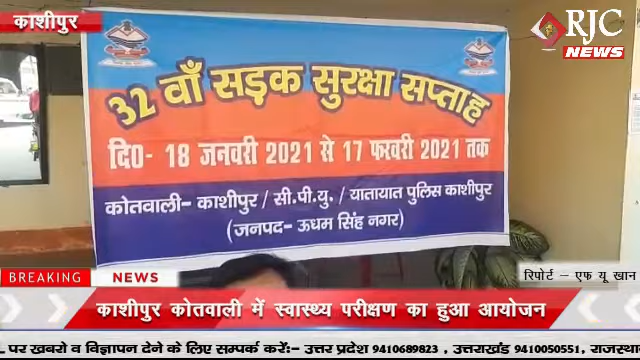 काशीपुर
RJC
NEWS
32 वाँ सड़क सुरक्षा सप्ताह
दि0- 18 जनवरी 2021 से 17 फरवरी 2021 तक
कोतवाली- काशीपुर / सी.पी.यु. / यातायात पुलिस काशीपुर
(जनपद- ऊधम सिंह नगर)
BREAKING NEWS
रिपोर्ट – एफ यू खान
काशीपुर कोतवाली में स्वास्थ्य परीक्षण का हुआ आयोजन
पर खबरो व विज्ञापन देने के लिए सम्पर्क करें:- उत्तर प्रदेश 9410689823 , उत्तराखंड 9410050551, राजस्थ